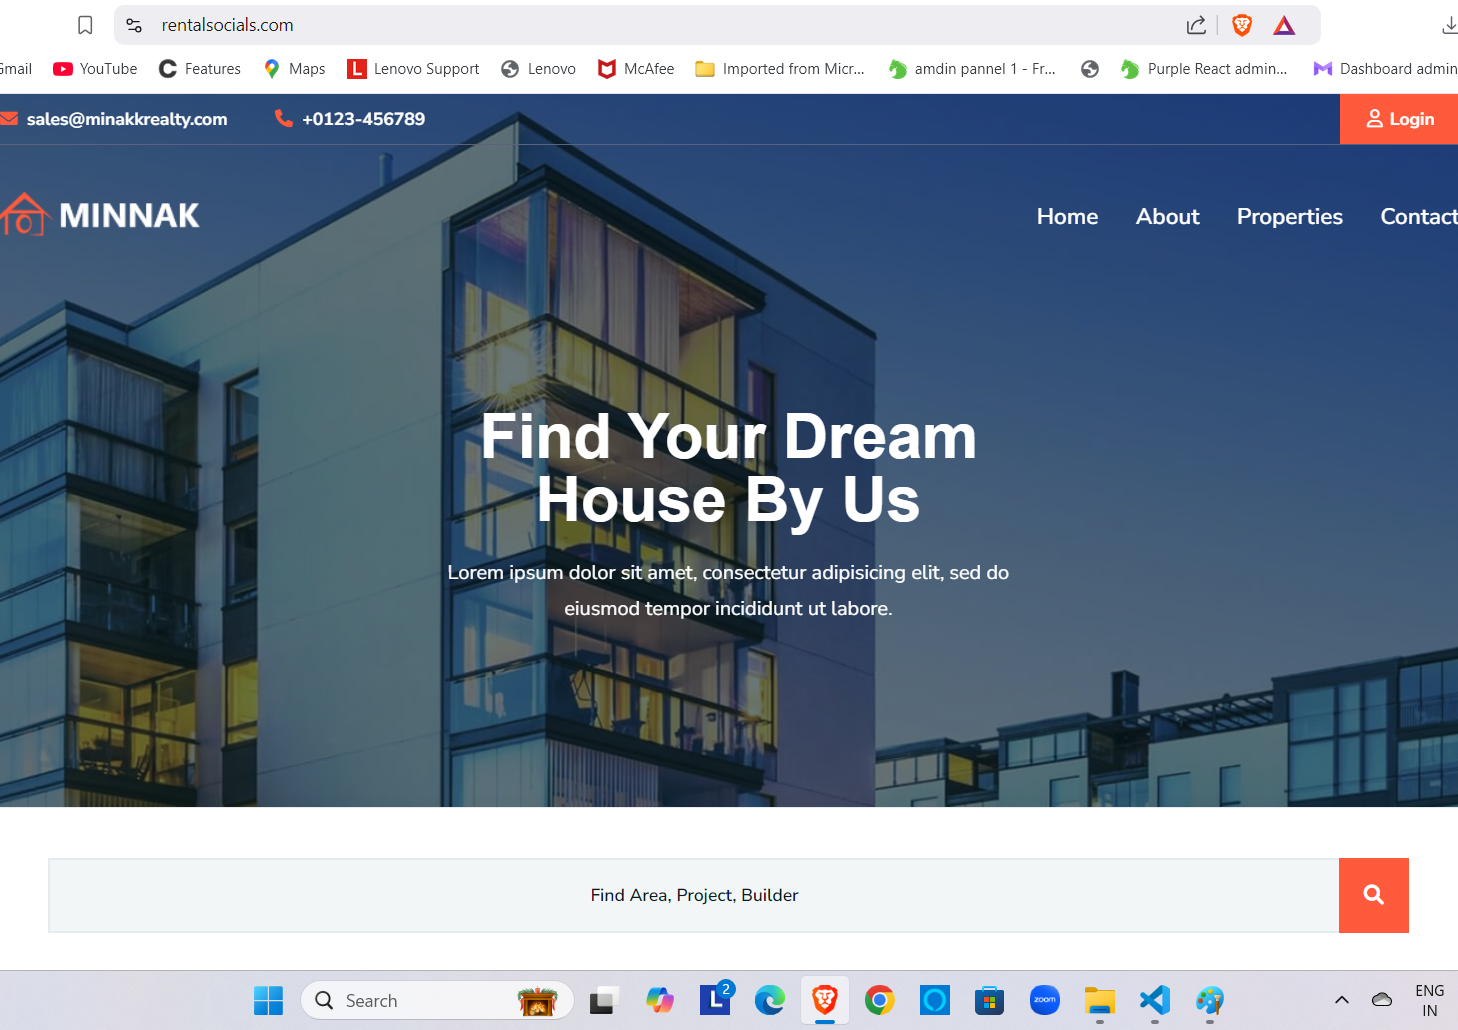 rentalsocials.com
Gmail YouTube Features Maps Lenovo Support Lenovo McAfee Imported from Micr... amdin pannel 1 - Fr... Purple React admin... Dashboard admin
sales@minakkrealty.com +0123-456789 Login
MINNAK Home About Properties Contact
Find Your Dream
House By Us
Lorem ipsum dolor sit amet, consectetur adipisicing elit, sed do
eiusmod tempor incididunt ut labore.
Find Area, Project, Builder
Search L 2 zoom ENG
IN